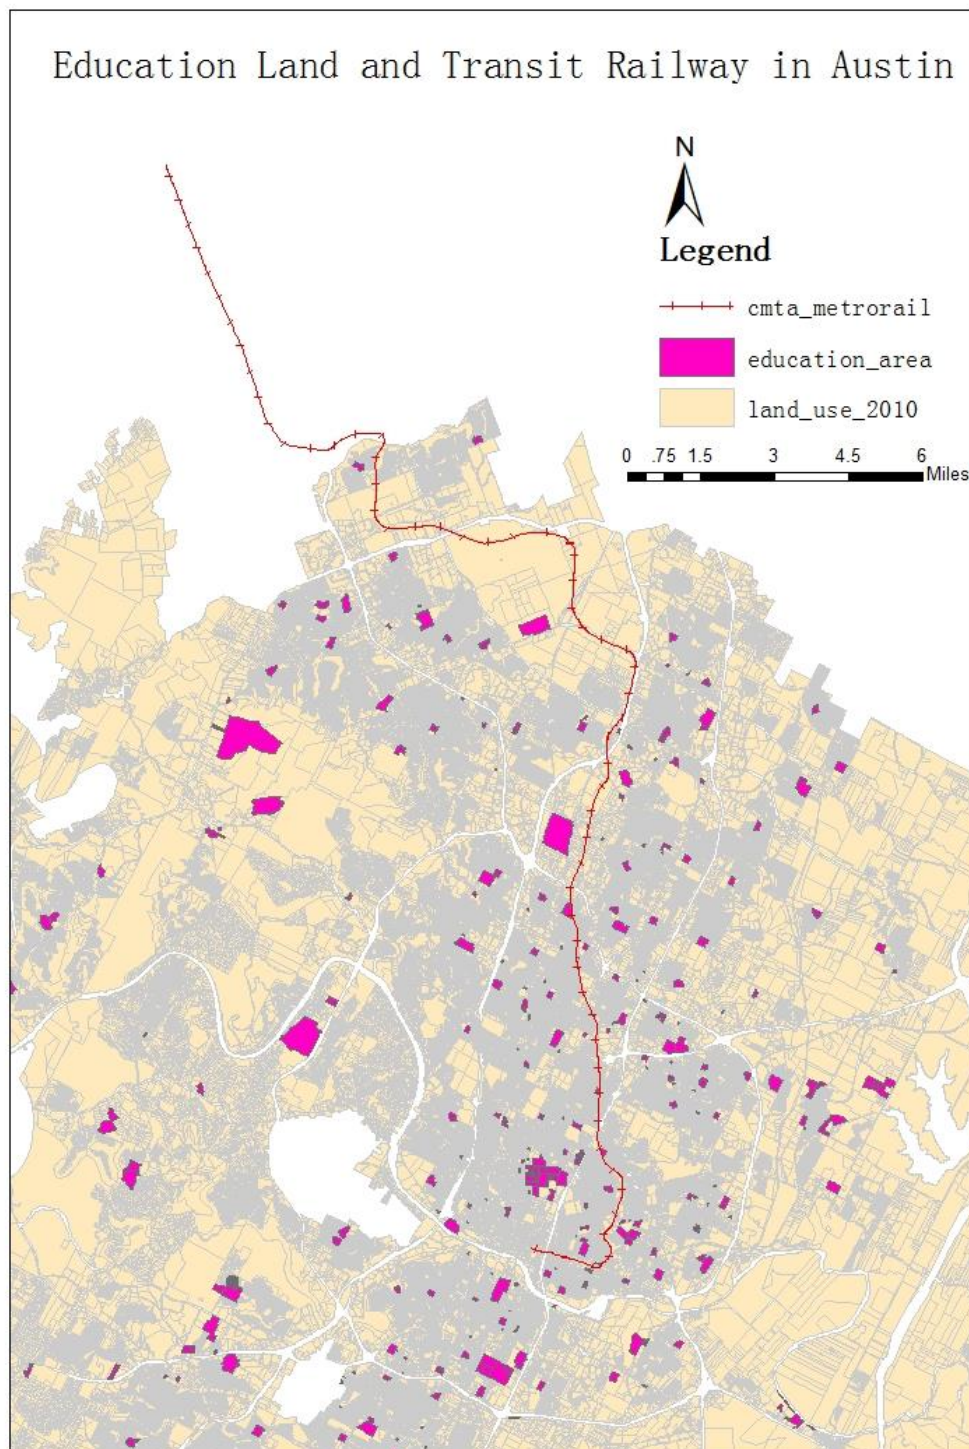 Education Land and Transit Railway in Austin
N
Legend
cmta_metrorail
education_area
land_use_2010
0 .75 1.5 3 4.5 6
Miles